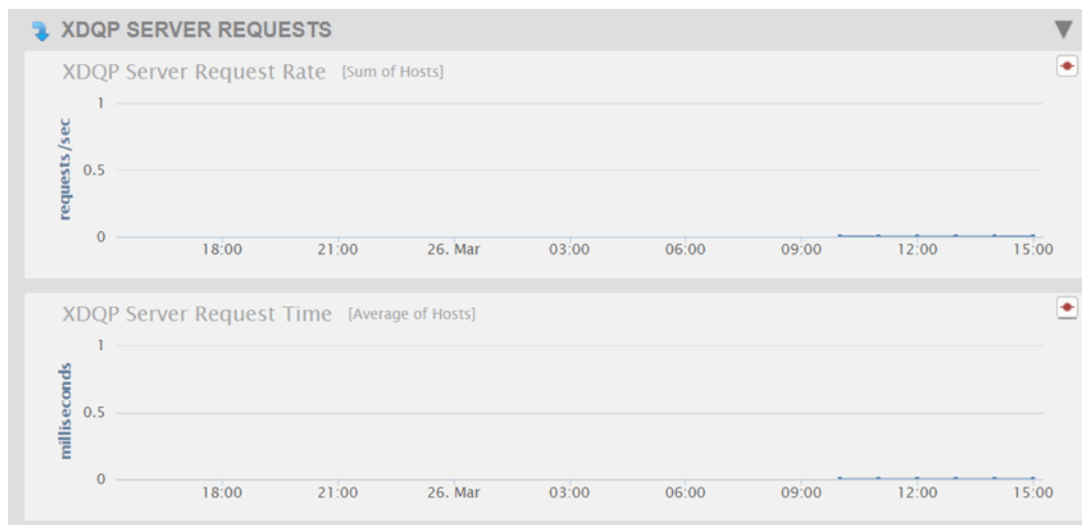 XDQP SERVER REQUESTS
XDQP Server Request Rate [Sum of Hosts]
requests/sec
1
0.5
0
18:00 21:00 26. Mar 03:00 06:00 09:00 12:00 15:00
XDQP Server Request Time [Average of Hosts]
milliseconds
1
0.5
0
18:00 21:00 26. Mar 03:00 06:00 09:00 12:00 15:00